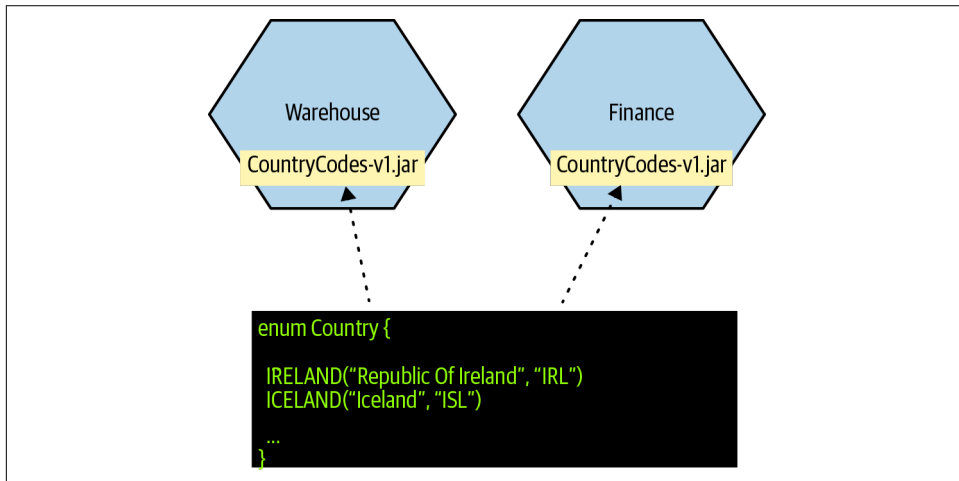 Warehouse
Finance
CountryCodes-v1.jar
CountryCodes-v1.jar
enum Country {
IRELAND(“Republic Of Ireland”, “IRL”)
ICELAND(“Iceland”, “ISL”)
...
}